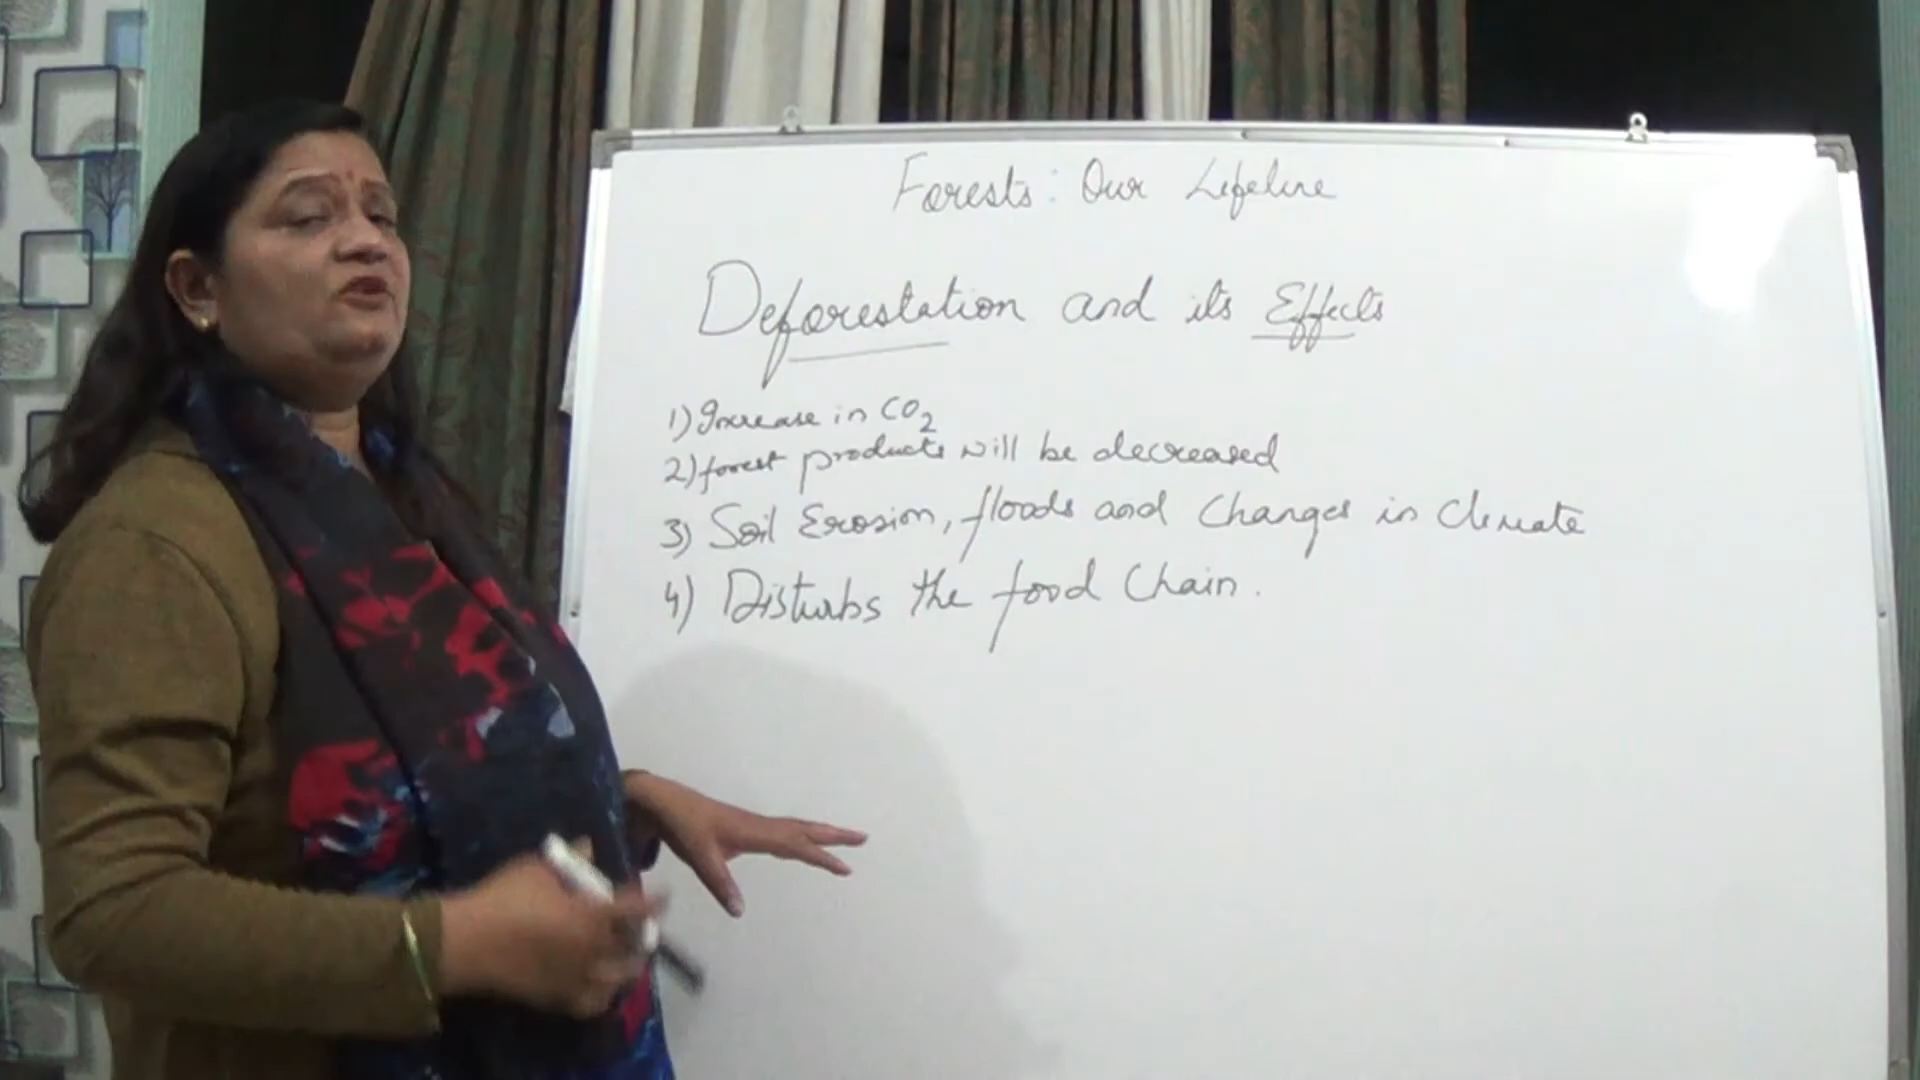 Forests: Our Lifeline
Deforestation and its Effects
1) Increase in CO2
2) forest products will be decreased
3) Soil Erosion, floods and Changes in Climate
4) Disturbs the food Chain.